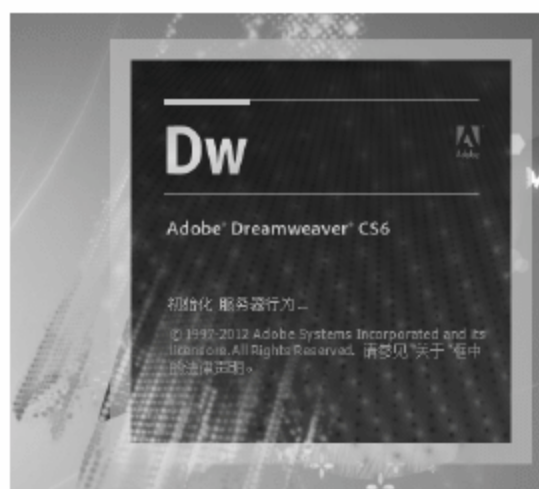 Dw
Adobe
Adobe® Dreamweaver® CS6
初始化 服务器行为...
© 1997-2012 Adobe Systems Incorporated and its
licensors. All Rights Reserved. 请参见“关于”框中
的法律声明。